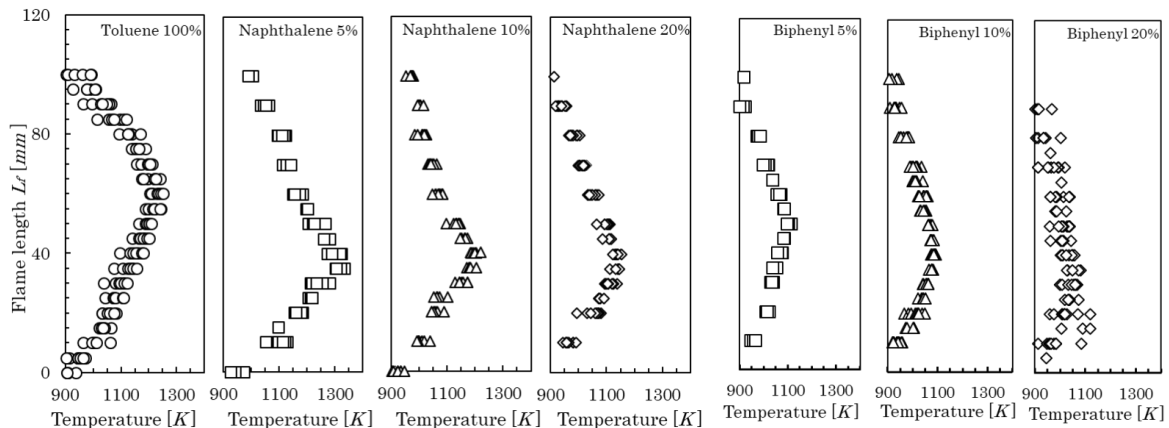 120
80
40
0
Flame length L_f [mm]
Toluene 100%
900 1100 1300
Temperature [K]
Naphthalene 5%
900 1100 1300
Temperature [K]
Naphthalene 10%
900 1100 1300
Temperature [K]
Naphthalene 20%
900 1100 1300
Temperature [K]
Biphenyl 5%
900 1100 1300
Temperature [K]
Biphenyl 10%
900 1100 1300
Temperature [K]
Biphenyl 20%
900 1100 1300
Temperature [K]